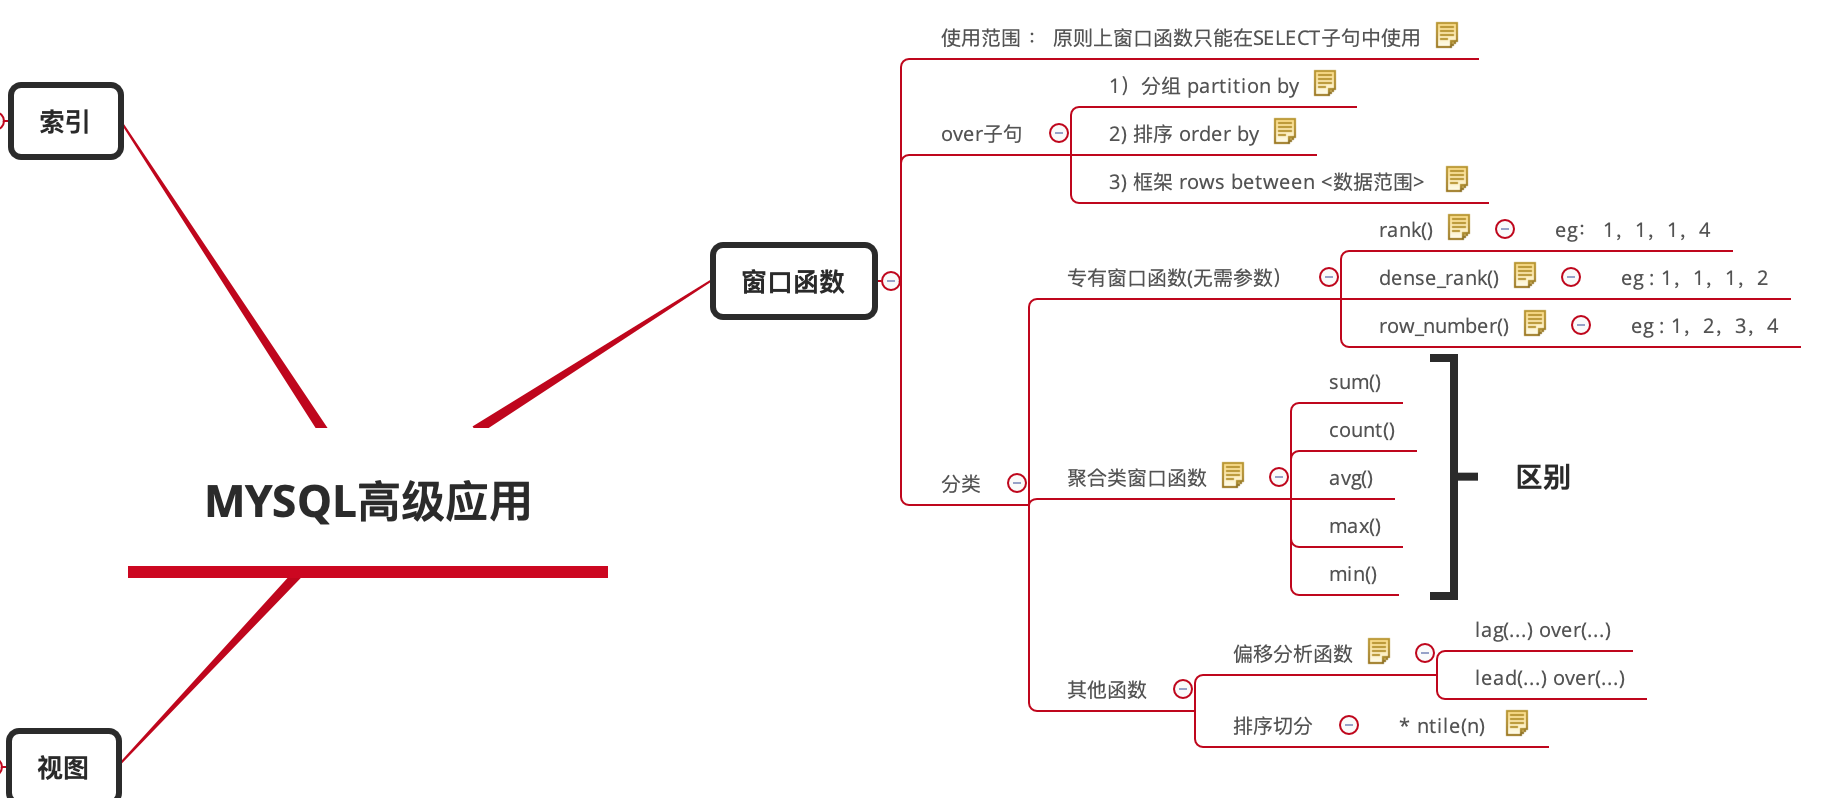 MYSQL高级应用
索引
视图
窗口函数
使用范围： 原则上窗口函数只能在SELECT子句中使用
over子句
1）分组 partition by
2) 排序 order by
3) 框架 rows between <数据范围>
分类
专有窗口函数(无需参数）
rank()
eg： 1，1，1，4
dense_rank()
eg : 1，1，1，2
row_number()
eg : 1，2，3，4
聚合类窗口函数
sum()
count()
avg()
max()
min()
区别
其他函数
偏移分析函数
lag(...) over(...)
lead(...) over(...)
排序切分
* ntile(n)